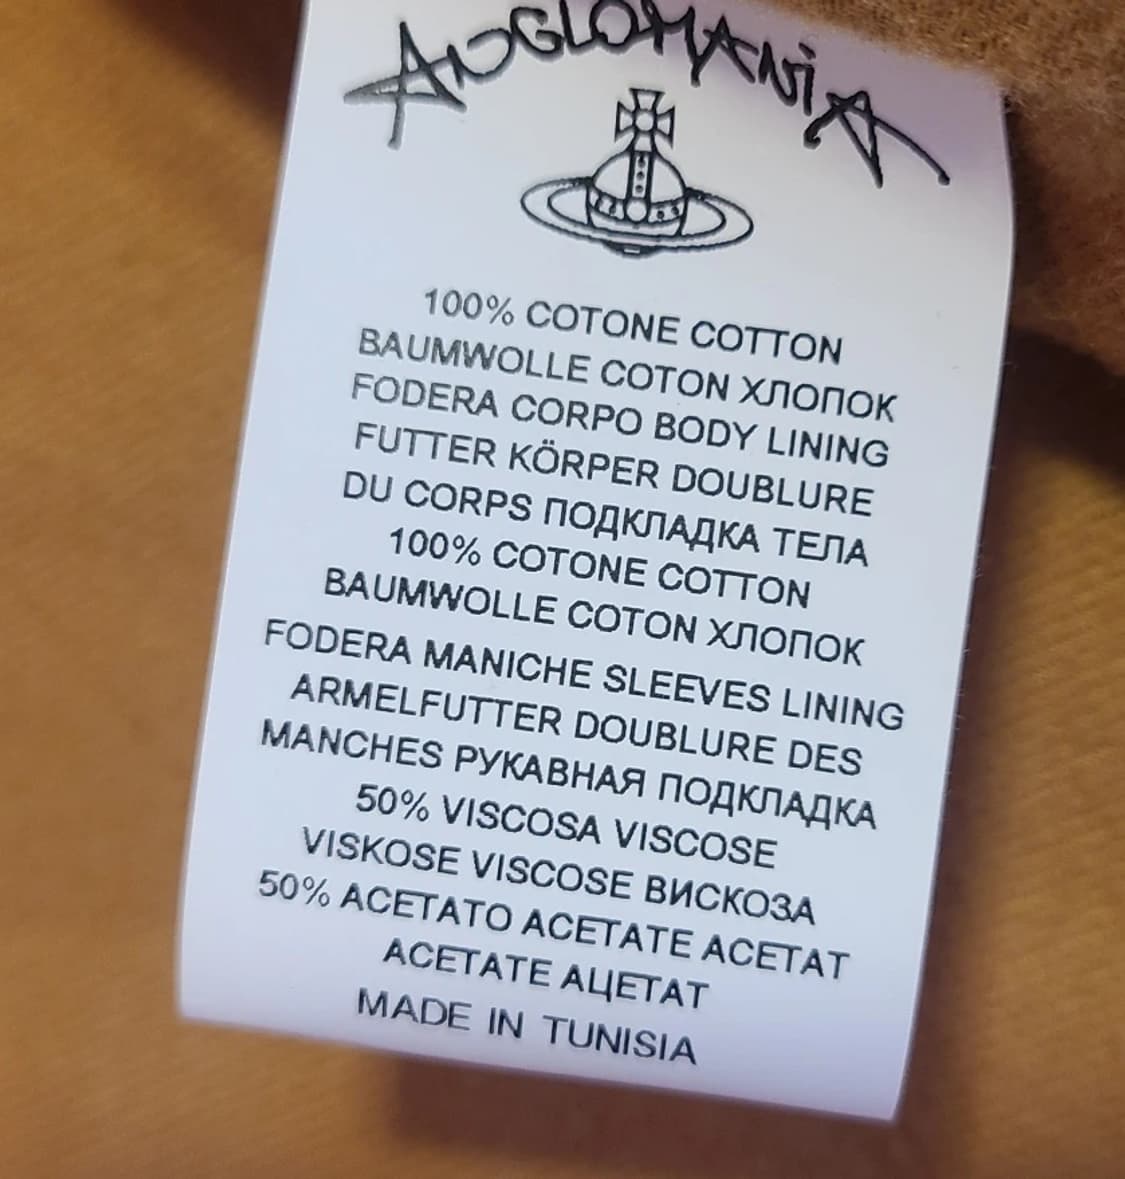 ANGLOMANIA
100% COTONE COTTON
BAUMWOLLE COTON ХЛОПОК
FODERA CORPO BODY LINING
FUTTER KÖRPER DOUBLURE
DU CORPS ПОДКЛАДКА ТЕЛА
100% COTONE COTTON
BAUMWOLLE COTON ХЛОПОК
FODERA MANICHE SLEEVES LINING
ARMELFUTTER DOUBLURE DES
MANCHES РУКАВНАЯ ПОДКЛАДКА
50% VISCOSA VISCOSE
VISKOSE VISCOSE ВИСКОЗА
50% ACETATO ACETATE ACETAT
ACETATE АЦЕТАТ
MADE IN TUNISIA